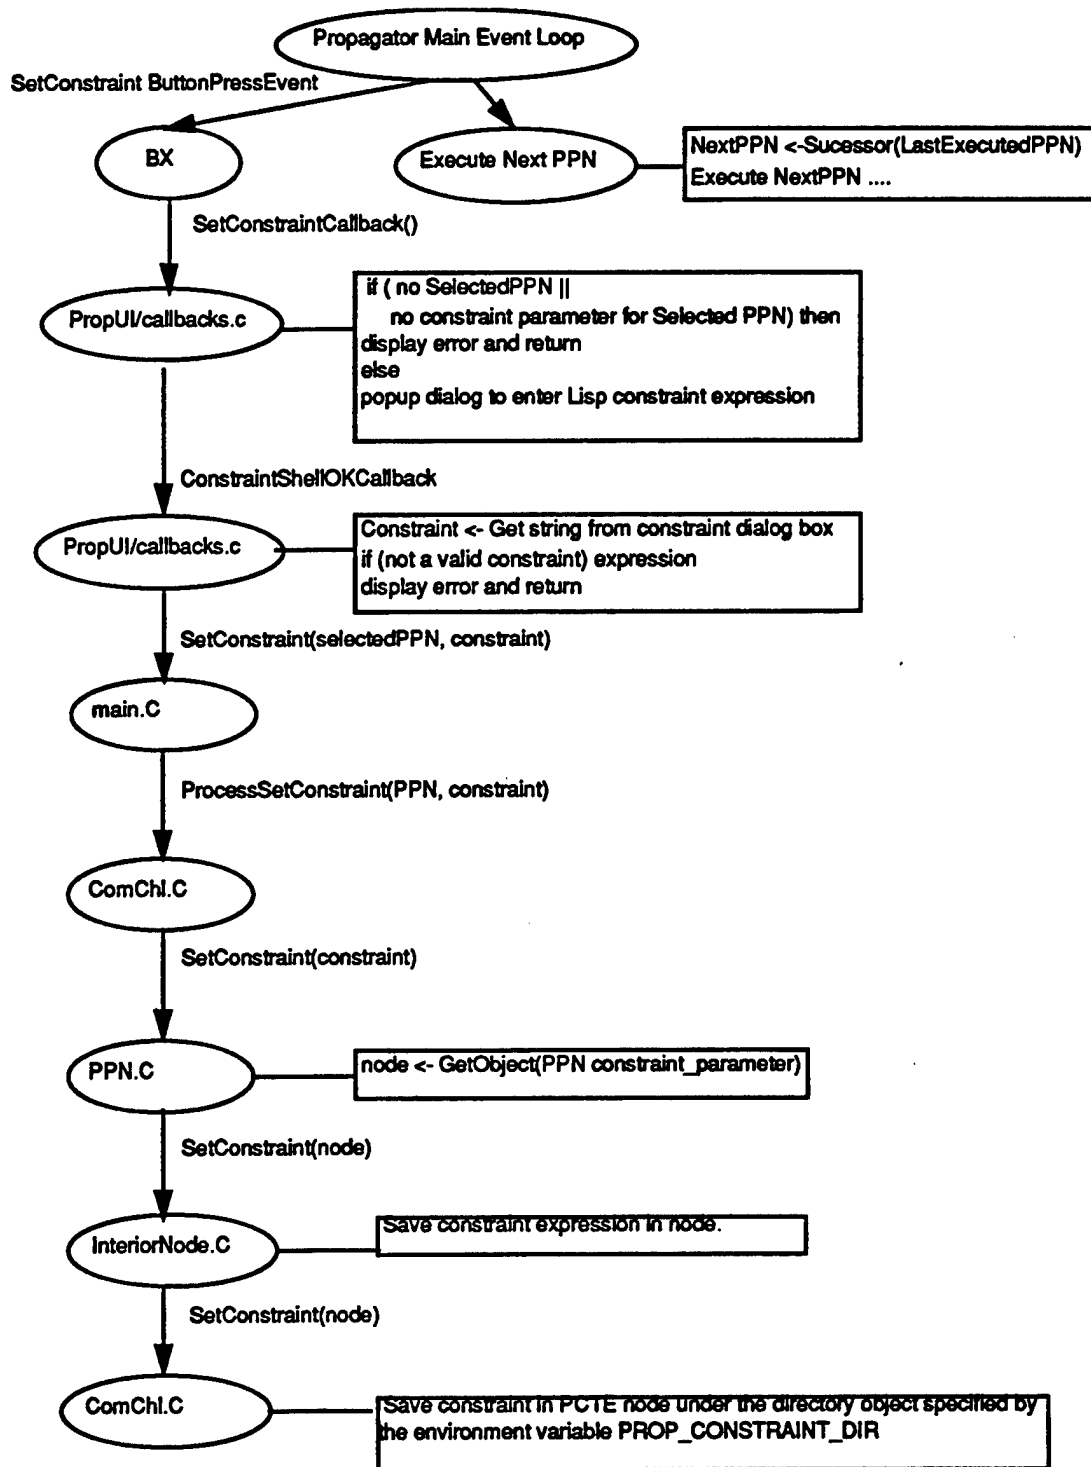 Propagator Main Event Loop
SetConstraint ButtonPressEvent
BX
Execute Next PPN
NextPPN <-Sucessor(LastExecutedPPN)
Execute NextPPN ....
SetConstraintCallback()
PropUI/callbacks.c
if ( no SelectedPPN ||
no constraint parameter for Selected PPN) then
display error and return
else
popup dialog to enter Lisp constraint expression
ConstraintShellOKCallback
PropUI/callbacks.c
Constraint <- Get string from constraint dialog box
if (not a valid constraint) expression
display error and return
SetConstraint(selectedPPN, constraint)
main.C
ProcessSetConstraint(PPN, constraint)
ComChl.C
SetConstraint(constraint)
PPN.C
node <- GetObject(PPN constraint_parameter)
SetConstraint(node)
InteriorNode.C
Save constraint expression in node.
SetConstraint(node)
ComChl.C
Save constraint in PCTE node under the directory object specified by
the environment variable PROP_CONSTRAINT_DIR